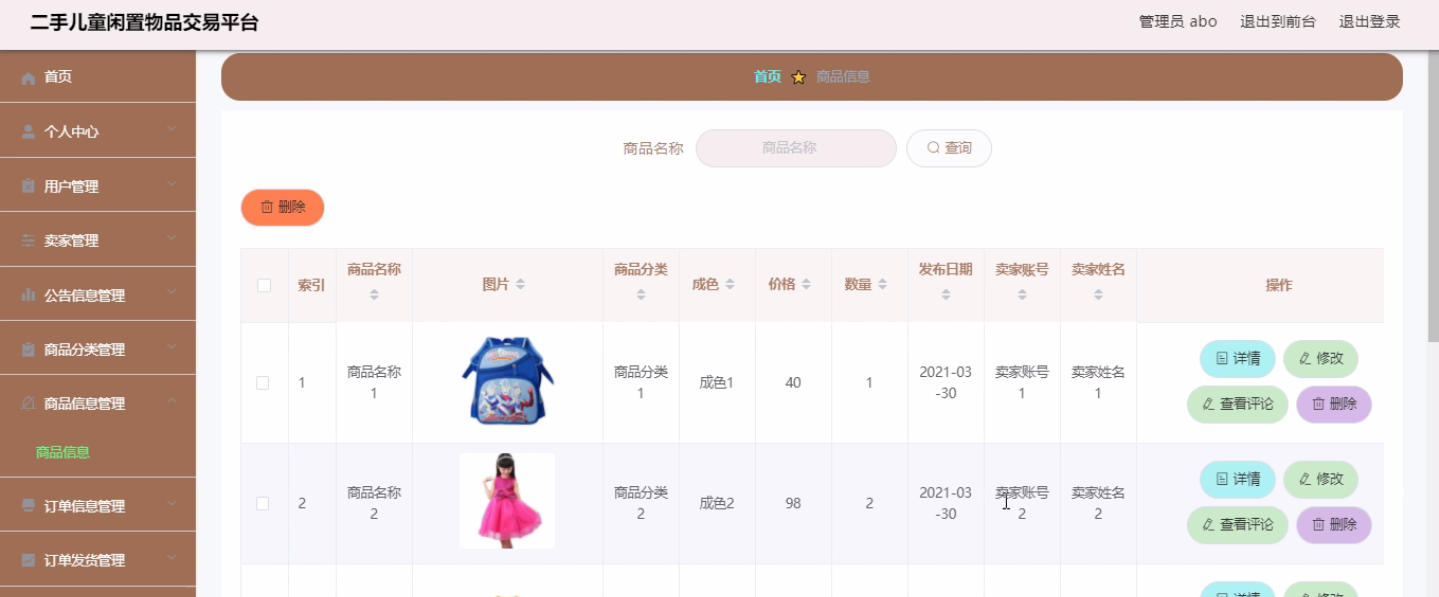 二手儿童闲置物品交易平台
管理员 abo 退出到前台 退出登录
首页
个人中心
用户管理
卖家管理
公告信息管理
商品分类管理
商品信息管理
商品信息
订单信息管理
订单发货管理
首页 商品信息
商品名称 商品名称 查询
删除
索引 商品名称 图片 商品分类 成色 价格 数量 发布日期 卖家账号 卖家姓名 操作
1 商品名称 商品分类 成色1 40 1 2021-03 卖家账号 卖家姓名 详情 修改
1 1 -30 1 1 查看评论 删除
2 商品名称 商品分类 成色2 98 2 2021-03 卖家账号 卖家姓名 详情 修改
2 2 -30 2 2 查看评论 删除